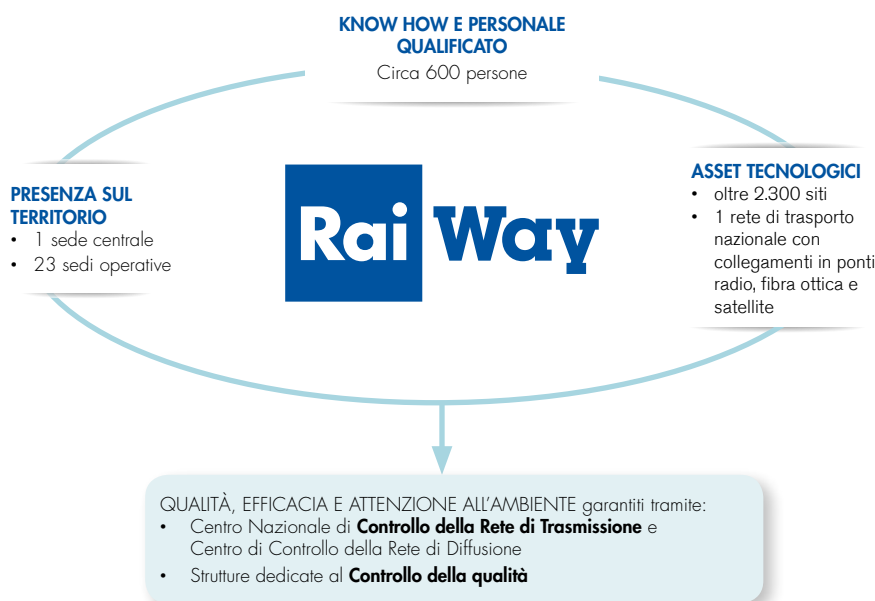 KNOW HOW E PERSONALE
QUALIFICATO
Circa 600 persone
PRESENZA SUL
TERRITORIO
• 1 sede centrale
• 23 sedi operative
Rai Way
ASSET TECNOLOGICI
• oltre 2.300 siti
• 1 rete di trasporto
nazionale con
collegamenti in ponti
radio, fibra ottica e
satellite
QUALITÀ, EFFICACIA E ATTENZIONE ALL'AMBIENTE garantiti tramite:
• Centro Nazionale di Controllo della Rete di Trasmissione e
Centro di Controllo della Rete di Diffusione
• Strutture dedicate al Controllo della qualità